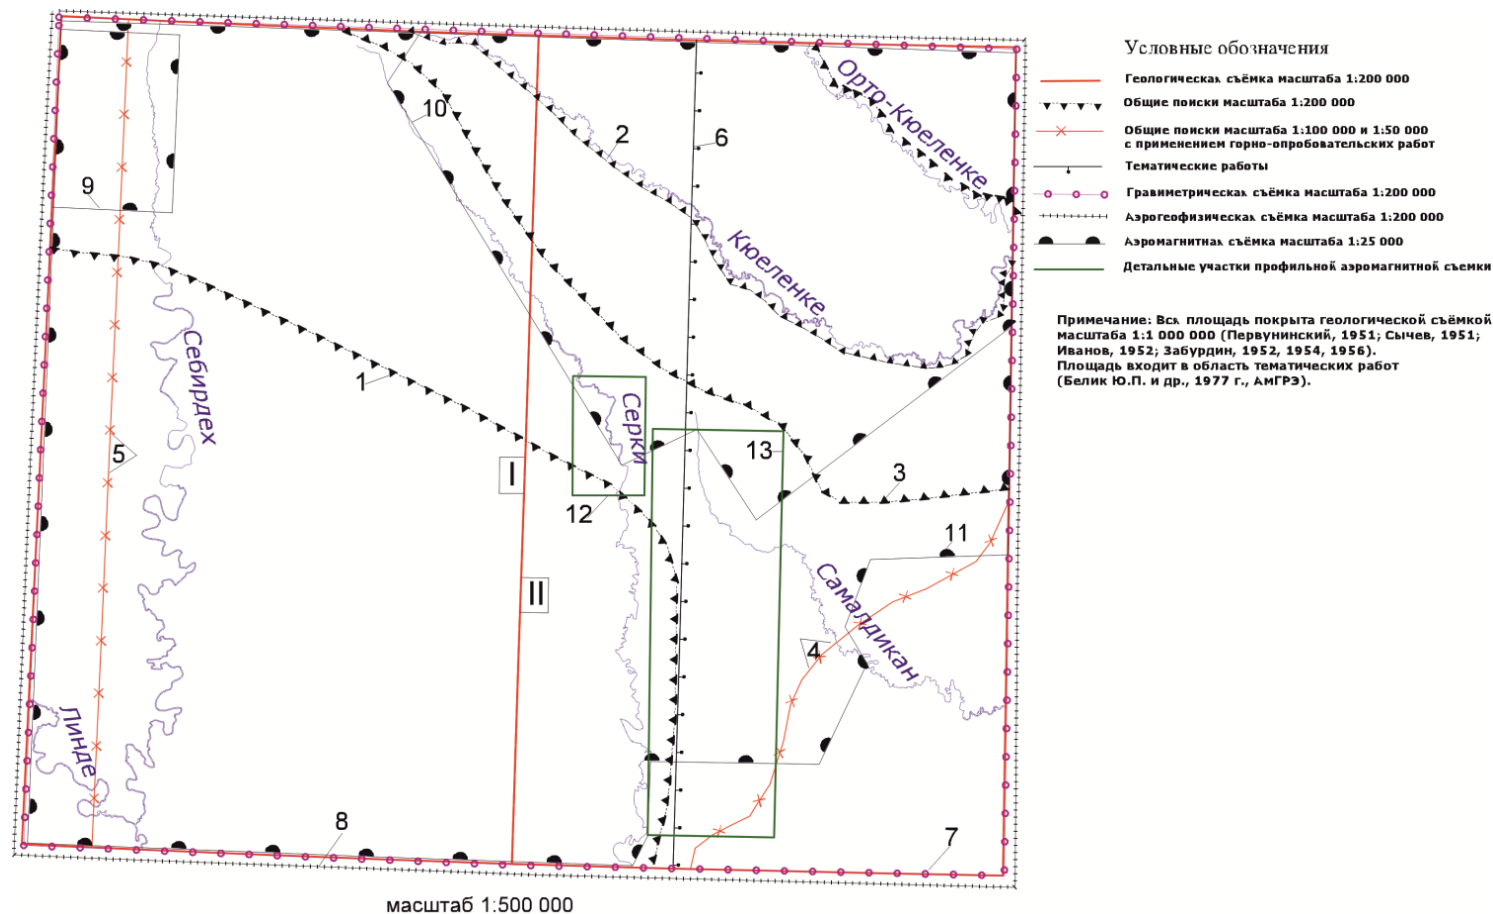 Условные обозначения
Геологическая съёмка масштаба 1:200 000
Общие поиски масштаба 1:200 000
Общие поиски масштаба 1:100 000 и 1:50 000
с применением горно-опробовательских работ
Тематические работы
Гравиметрическая съёмка масштаба 1:200 000
Аэрогеофизическая съёмка масштаба 1:200 000
Аэромагнитная съёмка масштаба 1:25 000
Детальные участки профильной аэромагнитной съемки
Примечание: Вся площадь покрыта геологической съёмкой
масштаба 1:1 000 000 (Первунинский, 1951; Сычев, 1951;
Иванов, 1952; Забурдин, 1952, 1954, 1956).
Площадь входит в область тематических работ
(Белик Ю.П. и др., 1977 г., АмГРЭ).
Орто-Кюеленке
10
2
6
9
Кюеленке
Себирдех
1
Серки
5
I
13
3
12
11
II
Самалдикан
4
Линде
8
7
масштаб 1:500 000